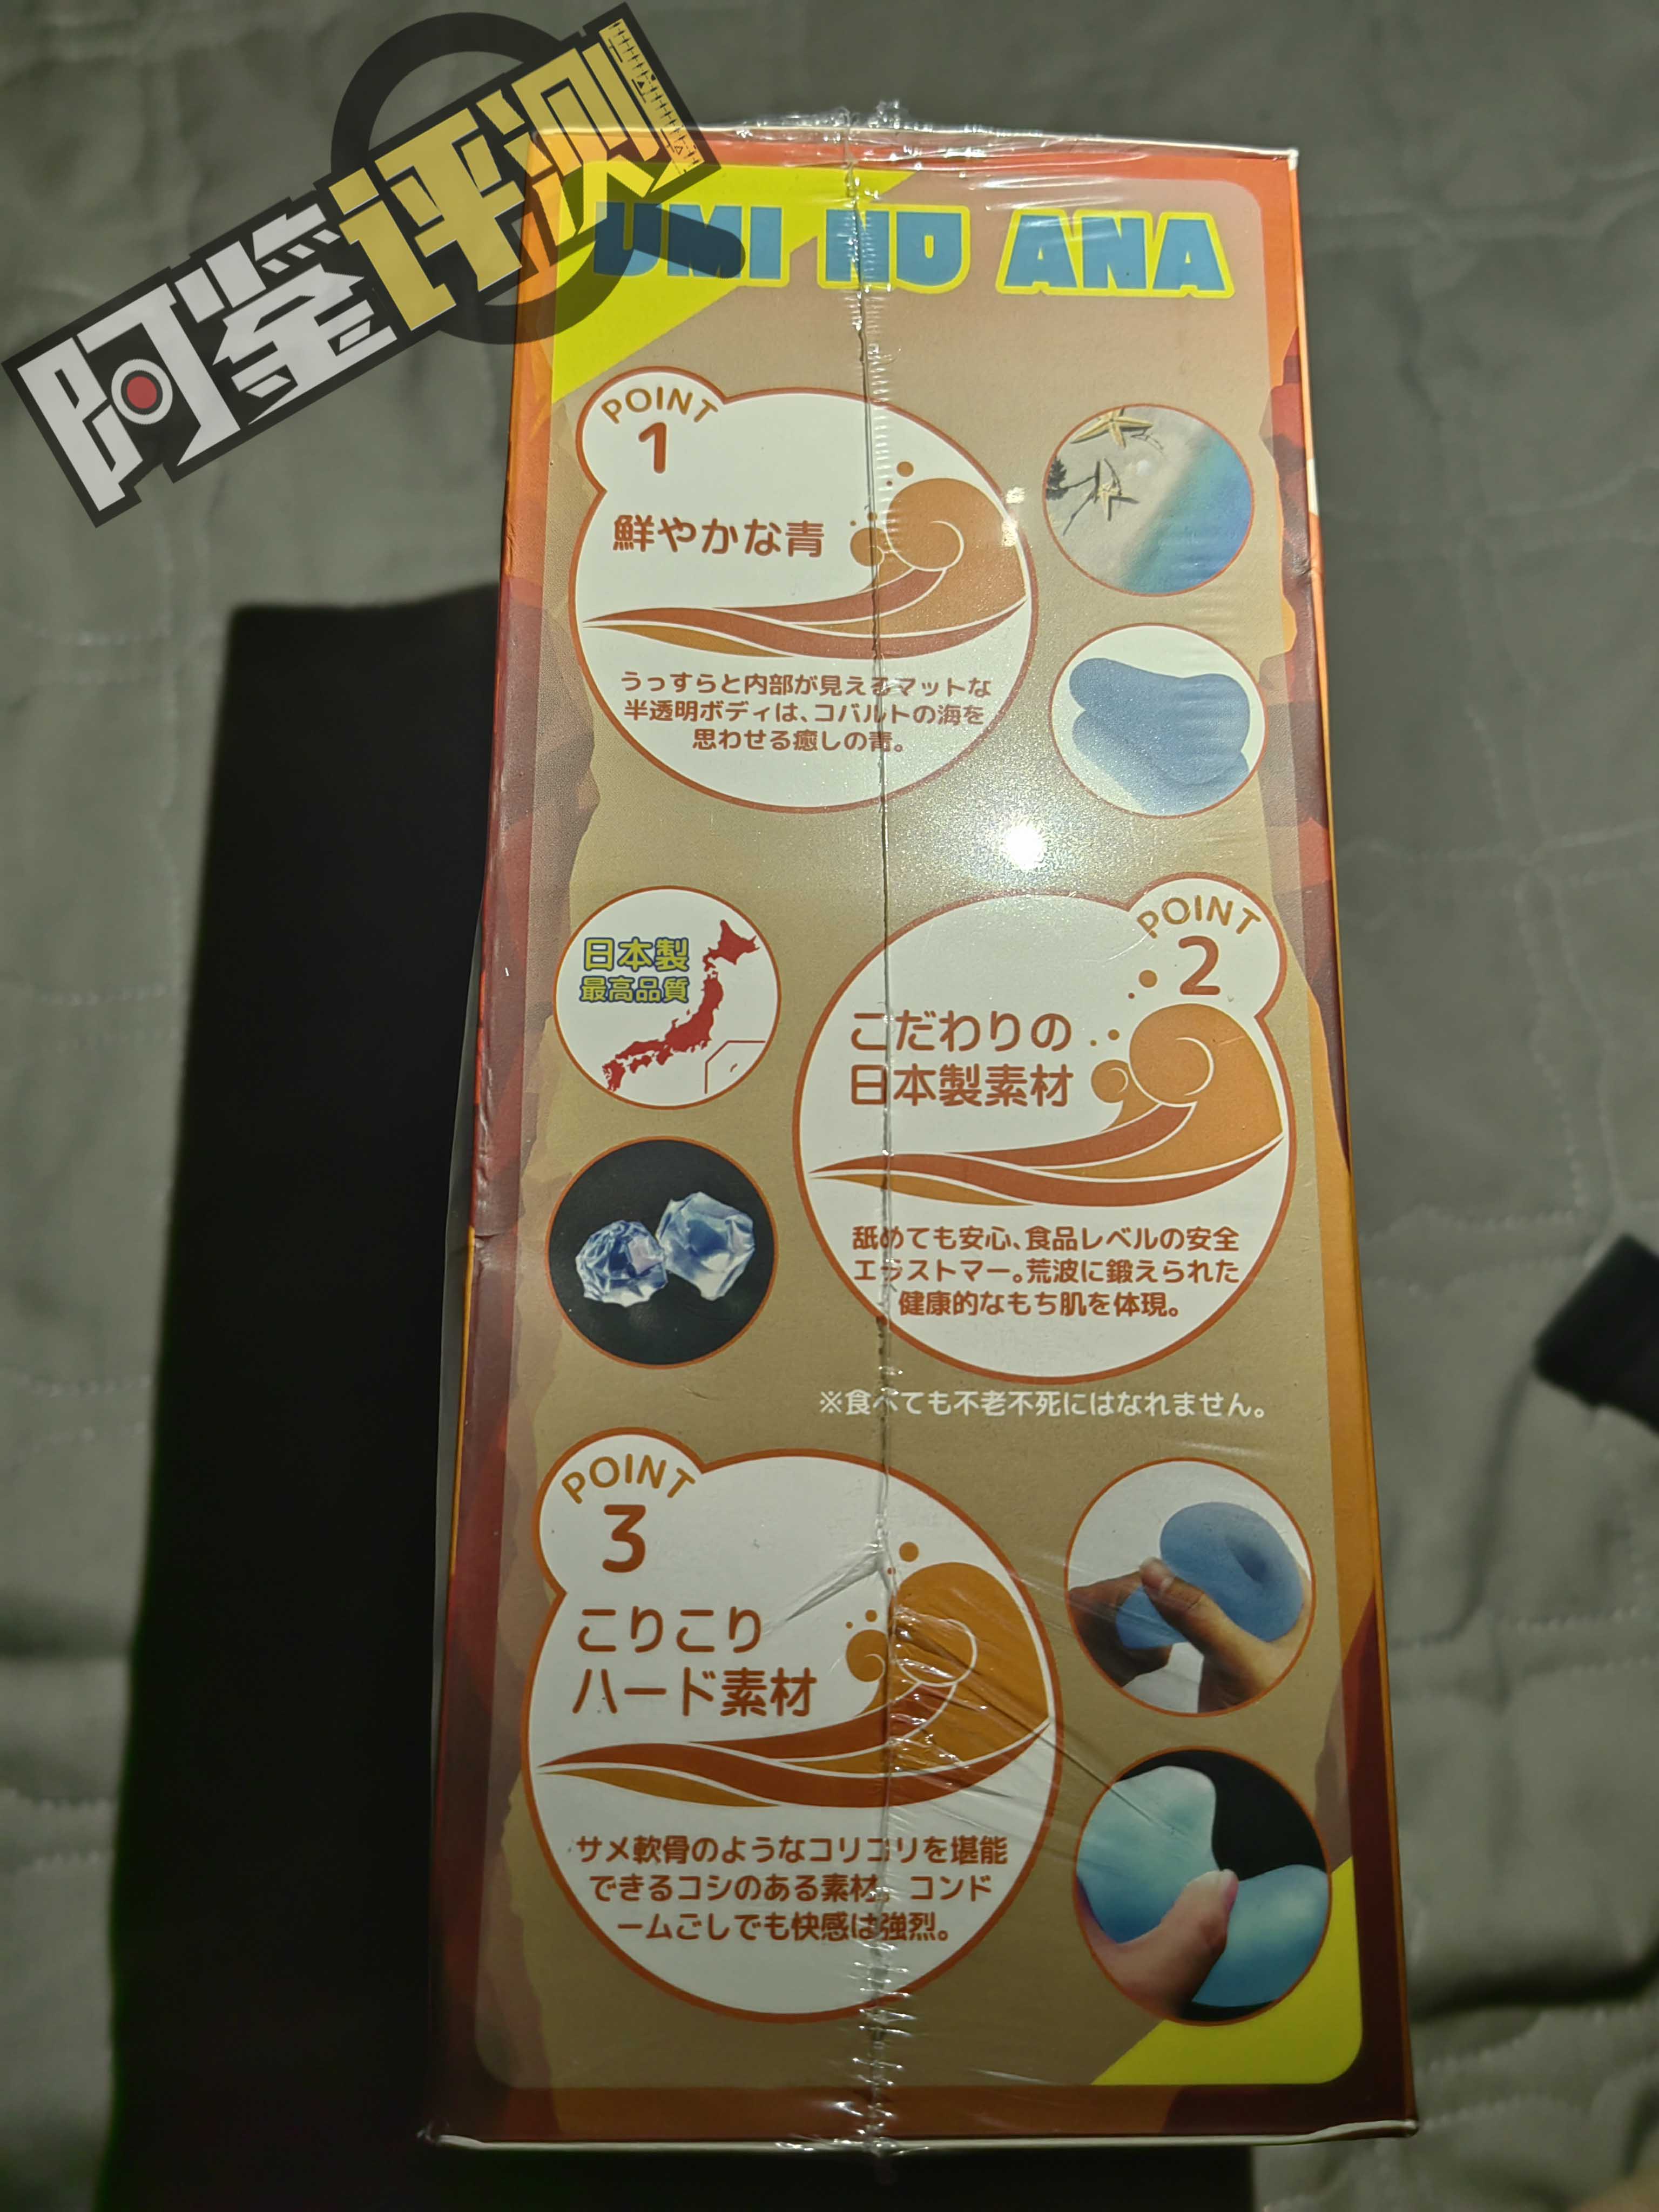 阿鉴评测
UMI NO ANA
POINT
1
鮮やかな青
うっすらと内部が見えるマットな
半透明ボディは、コバルトの海を
思わせる癒しの青。
日本製
最高品質
POINT
2
こだわりの
日本製素材
舐めても安心、食品レベルの安全
エラストマー。荒波に鍛えられた
健康的なもち肌を体現。
※食べても不老不死にはなれません。
POINT
3
こりこり
ハード素材
サメ軟骨のようなコリコリを堪能
できるコシのある素材。コンド
ームごしでも快感は強烈。